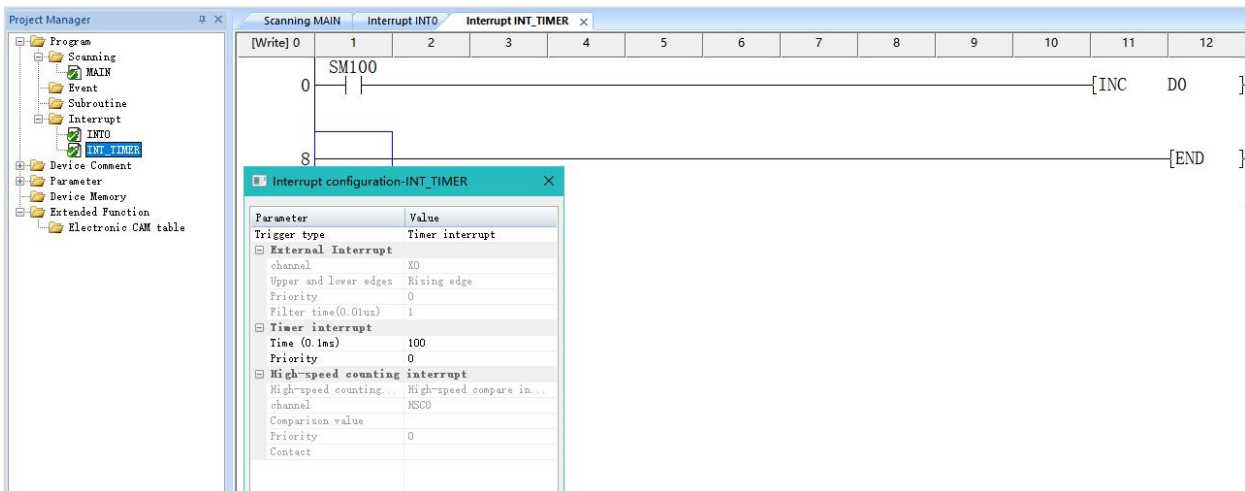 Project Manager
Program
Scanning
MAIN
Event
Subroutine
Interrupt
INT0
INT_TIMER
Device Comment
Parameter
Device Memory
Extended Function
Electronic CAM table
Scanning MAIN Interrupt INT0 Interrupt INT_TIMER
[Write] 0 1 2 3 4 5 6 7 8 9 10 11 12
SM100
0 [INC D0 ]
8 [END ]
Interrupt configuration-INT_TIMER
Parameter Value
Trigger type Timer interrupt
External Interrupt
channel X0
Upper and lower edges Rising edge
Priority 0
Filter time(0.01us) 1
Timer interrupt
Time (0.1ms) 100
Priority 0
High-speed counting interrupt
High-speed counting... High-speed compare in...
channel HSC0
Comparison value
Priority 0
Contact